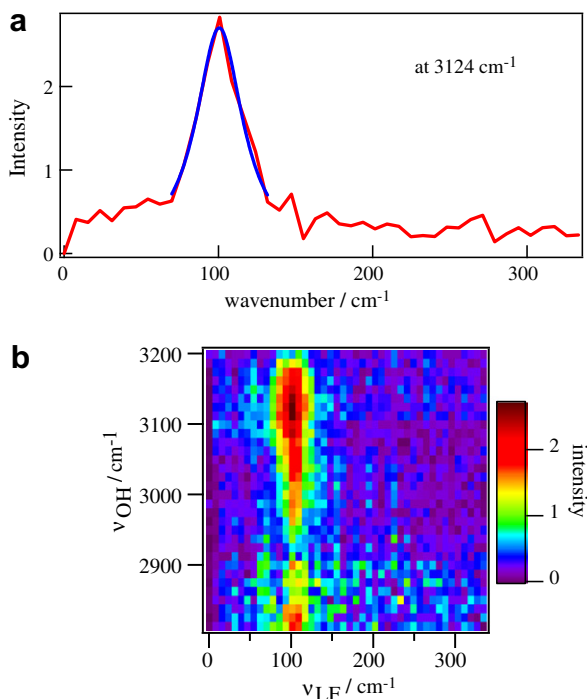 a
at 3124 cm-1
Intensity
2
1
0
0
100
200
300
wavenumber / cm-1
b
νOH / cm-1
3200
3100
3000
2900
0
100
200
300
νLF / cm-1
2
1
0
intensity